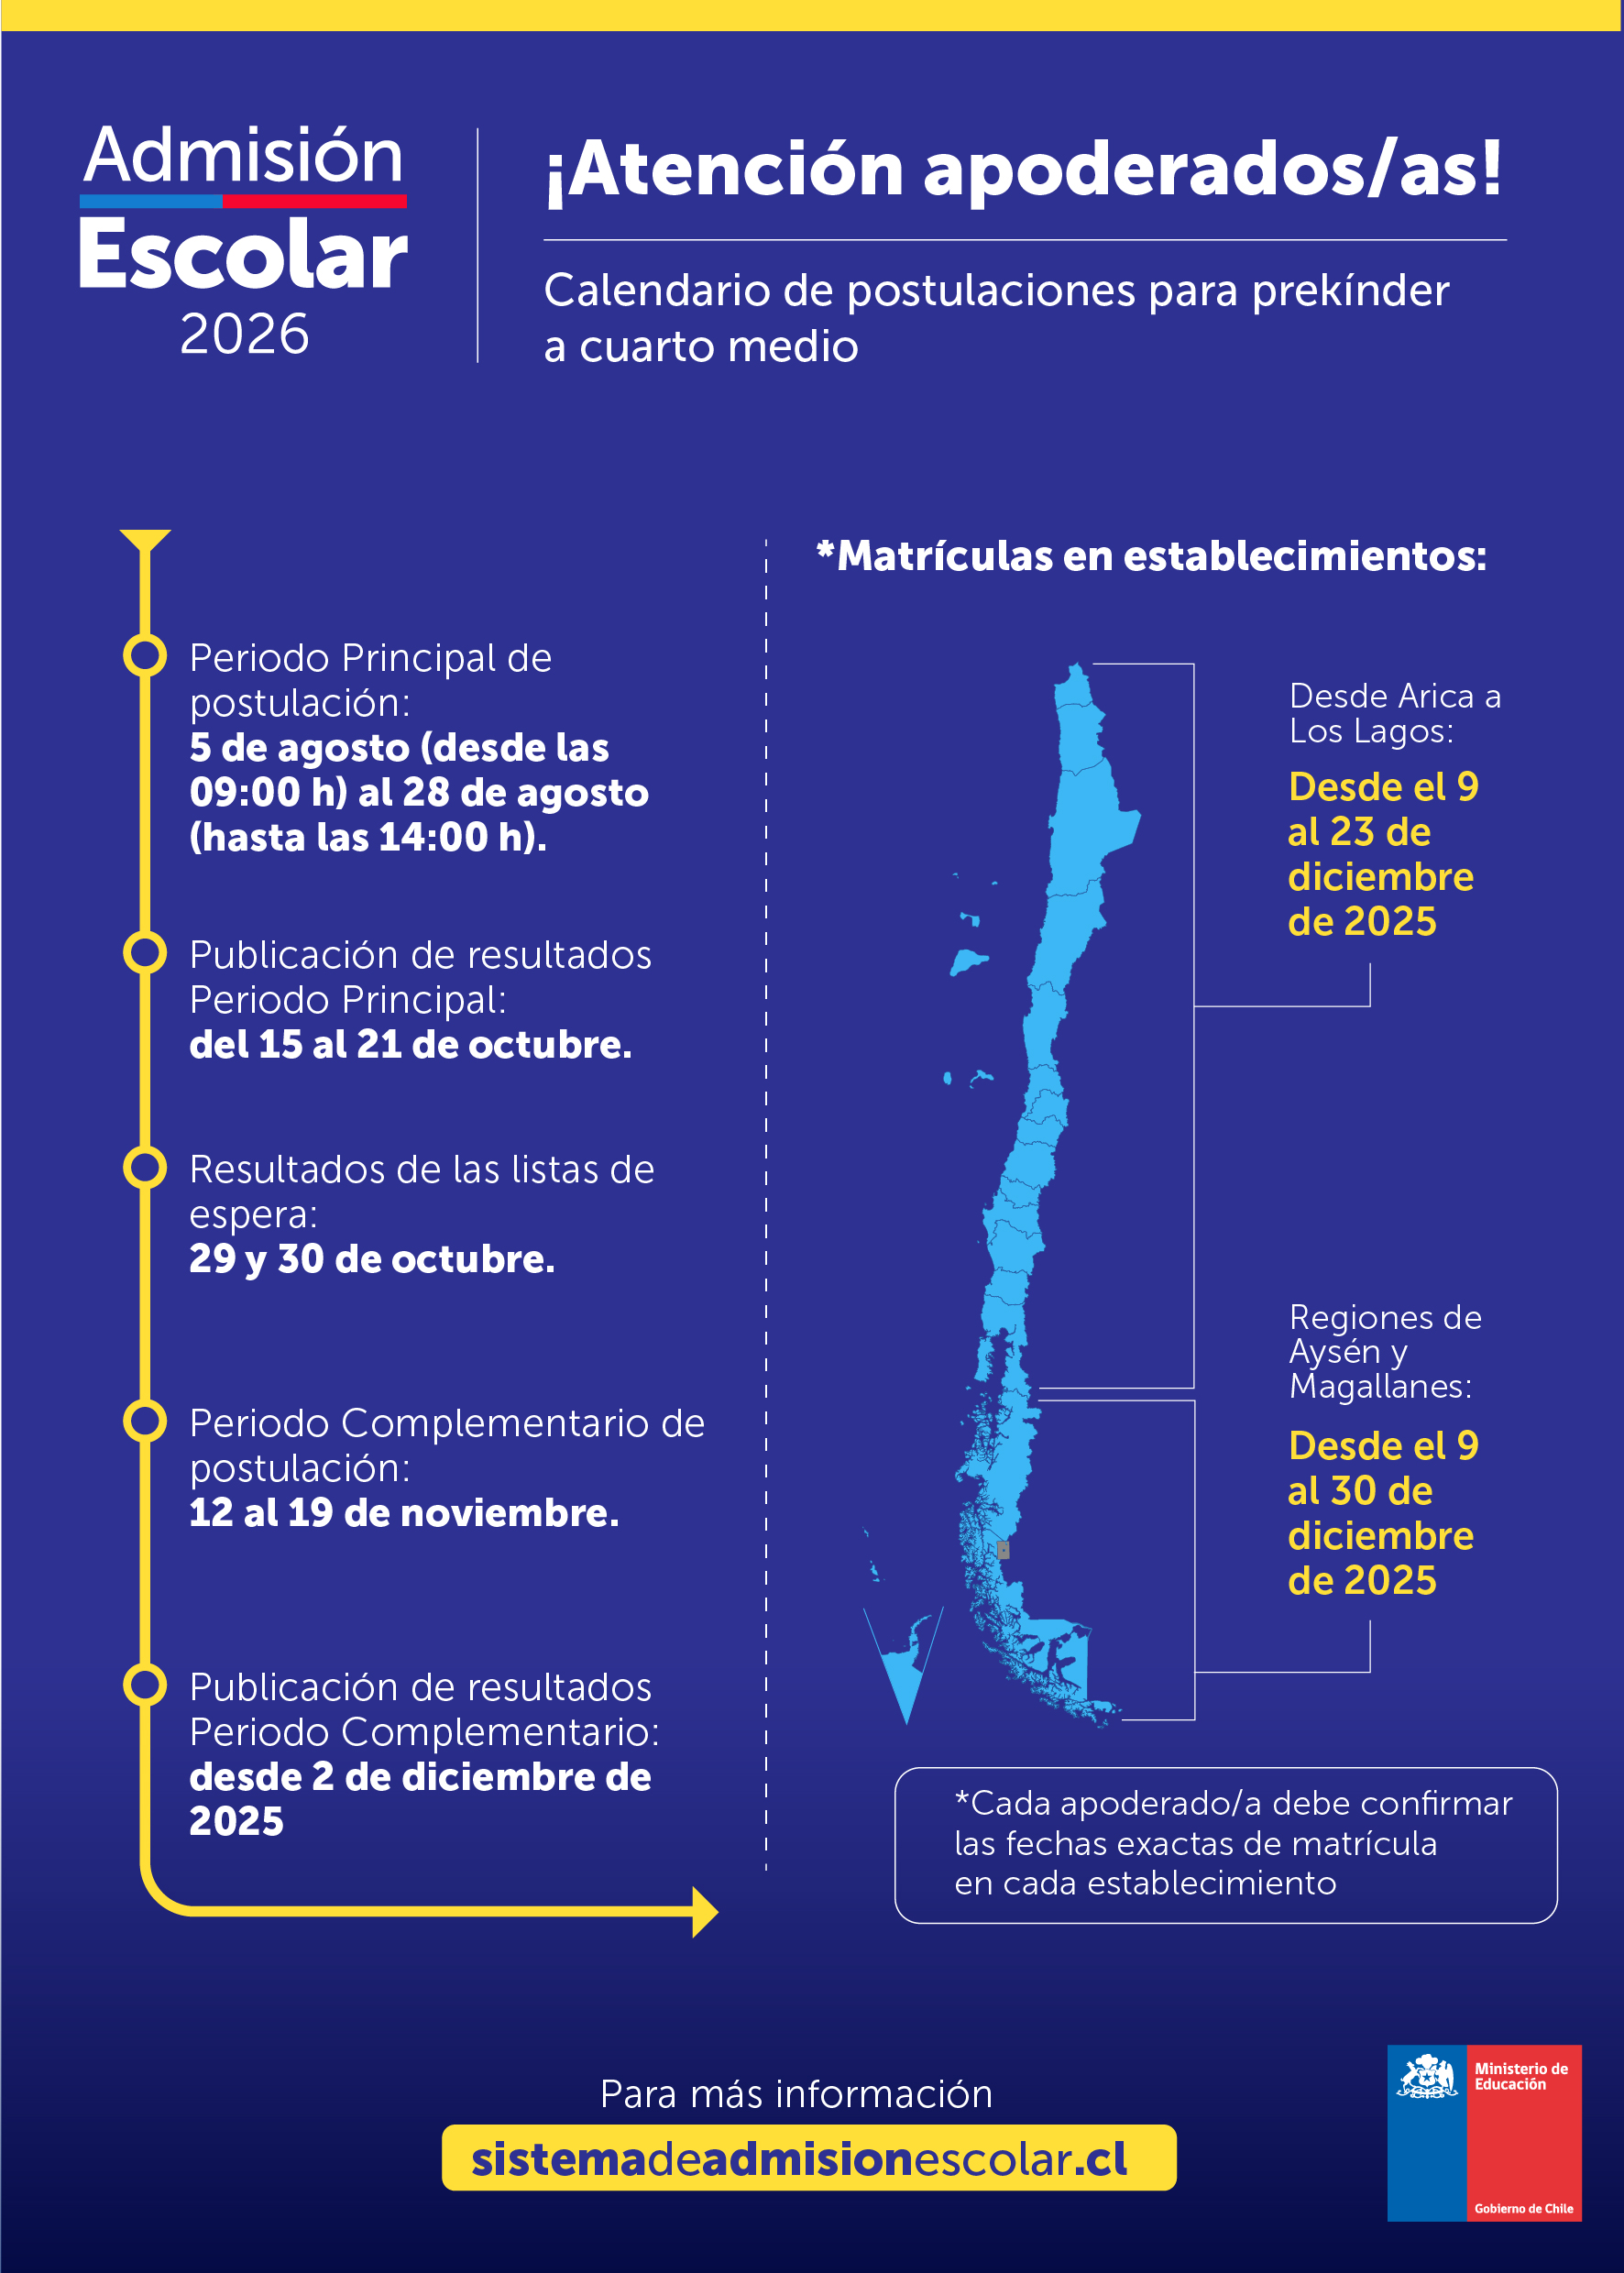 Admisión
Escolar
2026
¡Atención apoderados/as!
Calendario de postulaciones para prekínder
a cuarto medio
Periodo Principal de
postulación:
5 de agosto (desde las
09:00 h) al 28 de agosto
(hasta las 14:00 h).
Publicación de resultados
Periodo Principal:
del 15 al 21 de octubre.
Resultados de las listas de
espera:
29 y 30 de octubre.
Periodo Complementario de
postulación:
12 al 19 de noviembre.
Publicación de resultados
Periodo Complementario:
desde 2 de diciembre de
2025
*Matrículas en establecimientos:
Desde Arica a
Los Lagos:
Desde el 9
al 23 de
diciembre
de 2025
Regiones de
Aysén y
Magallanes:
Desde el 9
al 30 de
diciembre
de 2025
*Cada apoderado/a debe confirmar
las fechas exactas de matrícula
en cada establecimiento
Para más información
sistemadeadmisionescolar.cl
Ministerio de
Educación
Gobierno de Chile